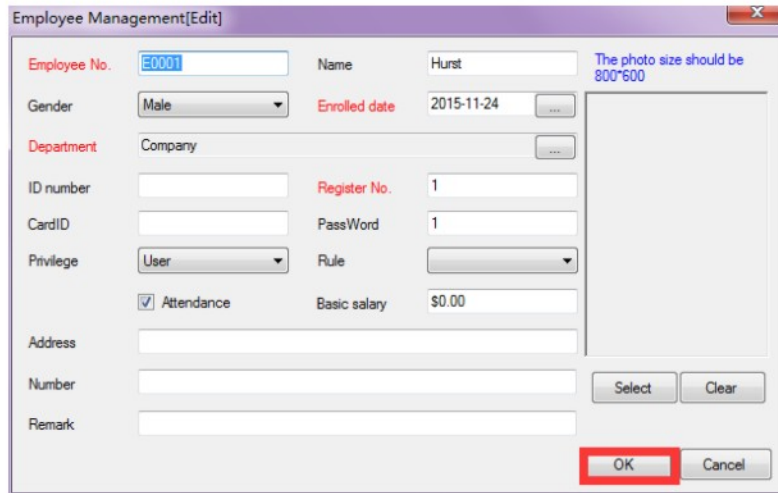 Employee Management[Edit]
Employee No. E0001 Name Hurst The photo size should be
800*600
Gender Male Enrolled date 2015-11-24 ...
Department Company ...
ID number Register No. 1
CardID PassWord 1
Privilege User Rule
Attendance Basic salary $0.00
Address
Number Select Clear
Remark
OK Cancel